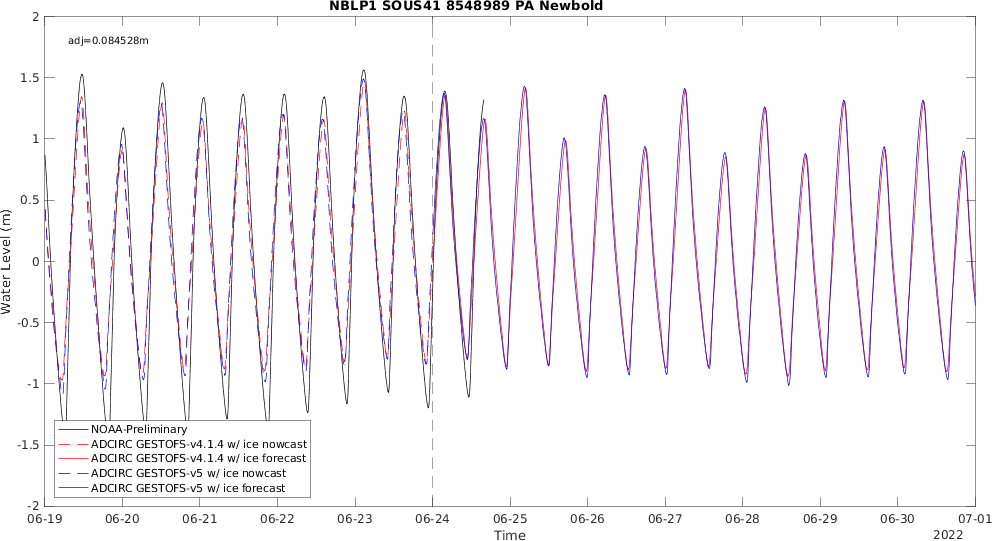 NBLP1 SOUS41 8548989 PA Newbold
adj=0.084528m
2
1.5
1
0.5
0
-0.5
-1
-1.5
-2
Water Level (m)
NOAA-Preliminary
ADCIRC GESTOFS-v4.1.4 w/ ice nowcast
ADCIRC GESTOFS-v4.1.4 w/ ice forecast
ADCIRC GESTOFS-v5 w/ ice nowcast
ADCIRC GESTOFS-v5 w/ ice forecast
06-19 06-20 06-21 06-22 06-23 06-24 06-25 06-26 06-27 06-28 06-29 06-30 07-01
Time
2022